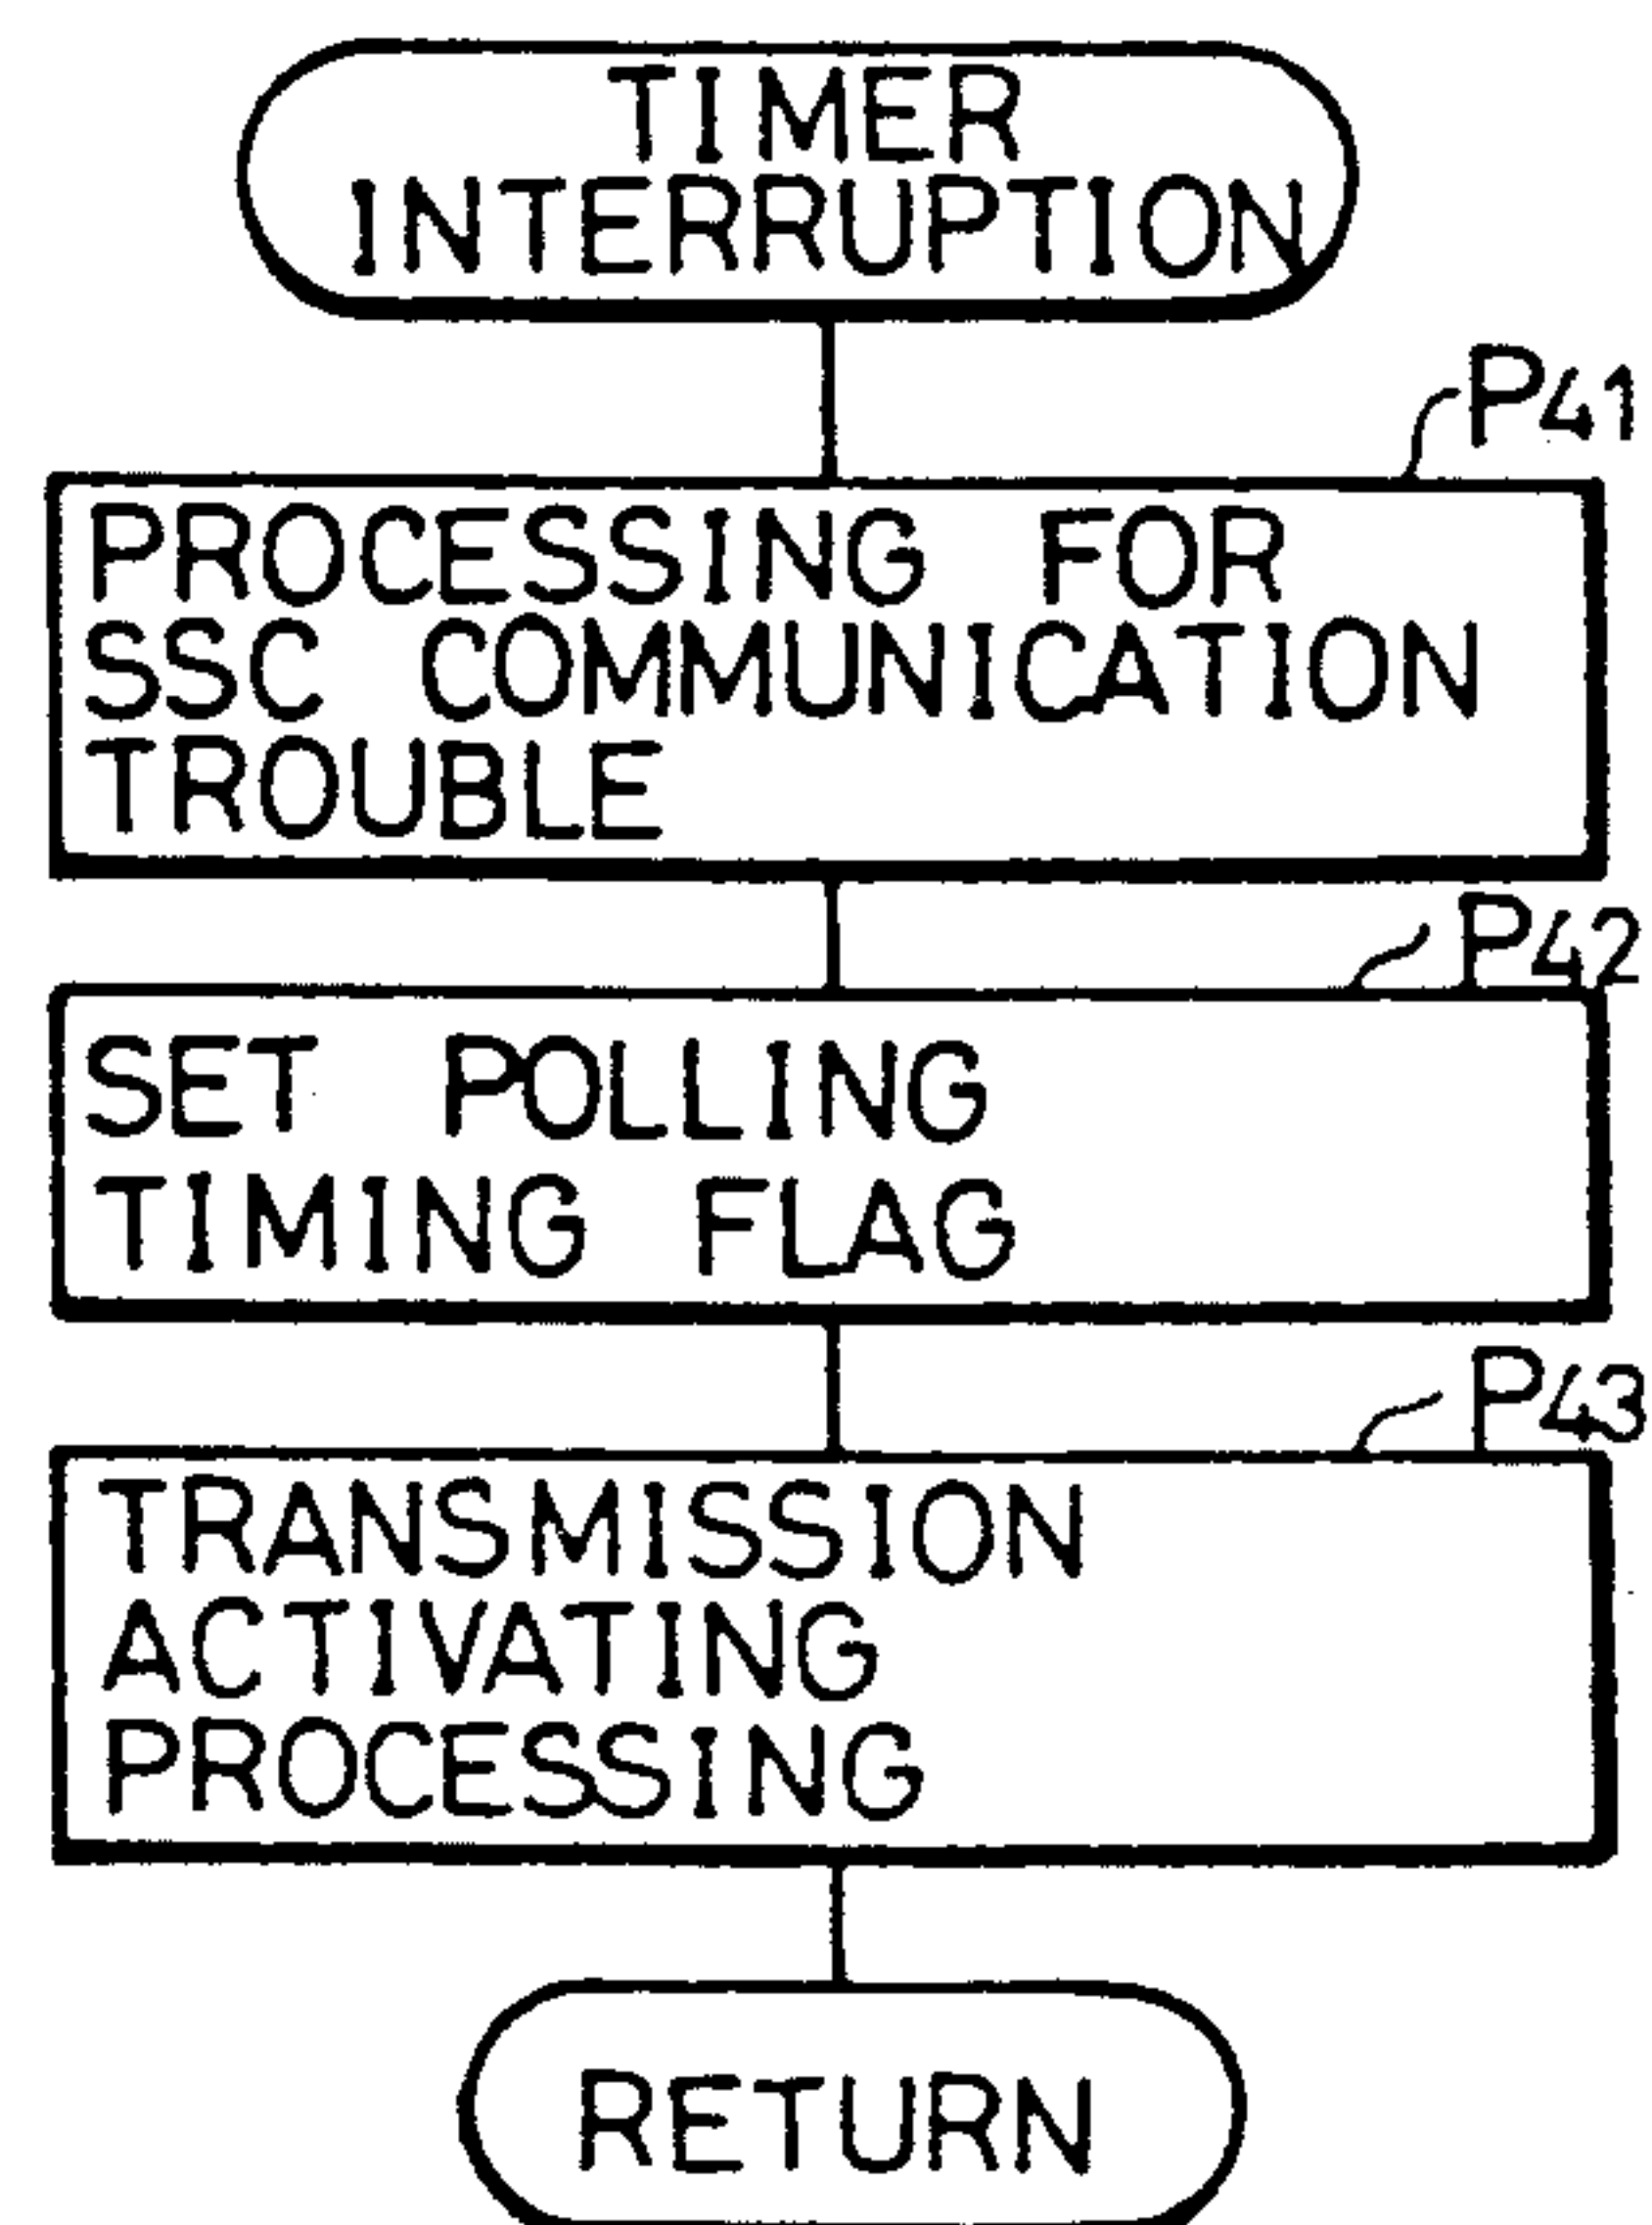 TIMER
INTERRUPTION
P41
PROCESSING FOR
SSC COMMUNICATION
TROUBLE
P42
SET POLLING
TIMING FLAG
P43
TRANSMISSION
ACTIVATING
PROCESSING
RETURN